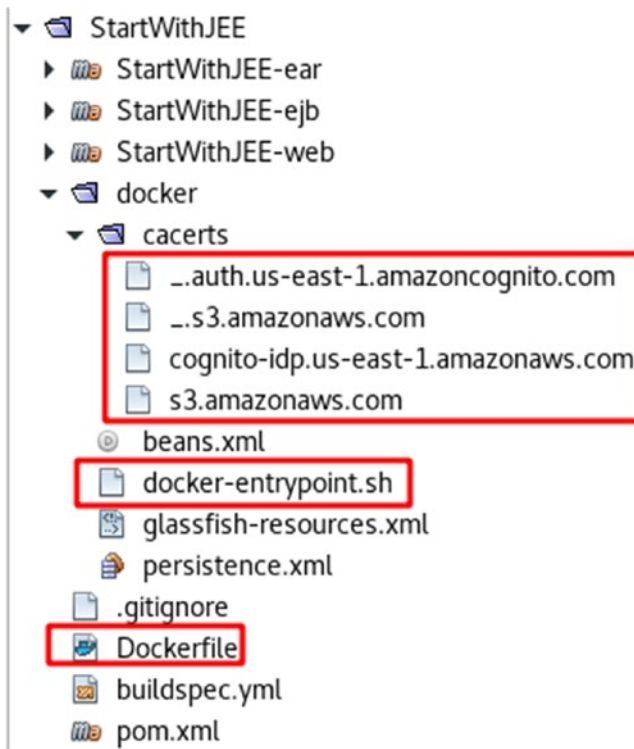 StartWithJEE
StartWithJEE-ear
StartWithJEE-ejb
StartWithJEE-web
docker
cacerts
_.auth.us-east-1.amazoncognito.com
_.s3.amazonaws.com
cognito-idp.us-east-1.amazonaws.com
s3.amazonaws.com
beans.xml
docker-entrypoint.sh
glassfish-resources.xml
persistence.xml
.gitignore
Dockerfile
buildspec.yml
pom.xml